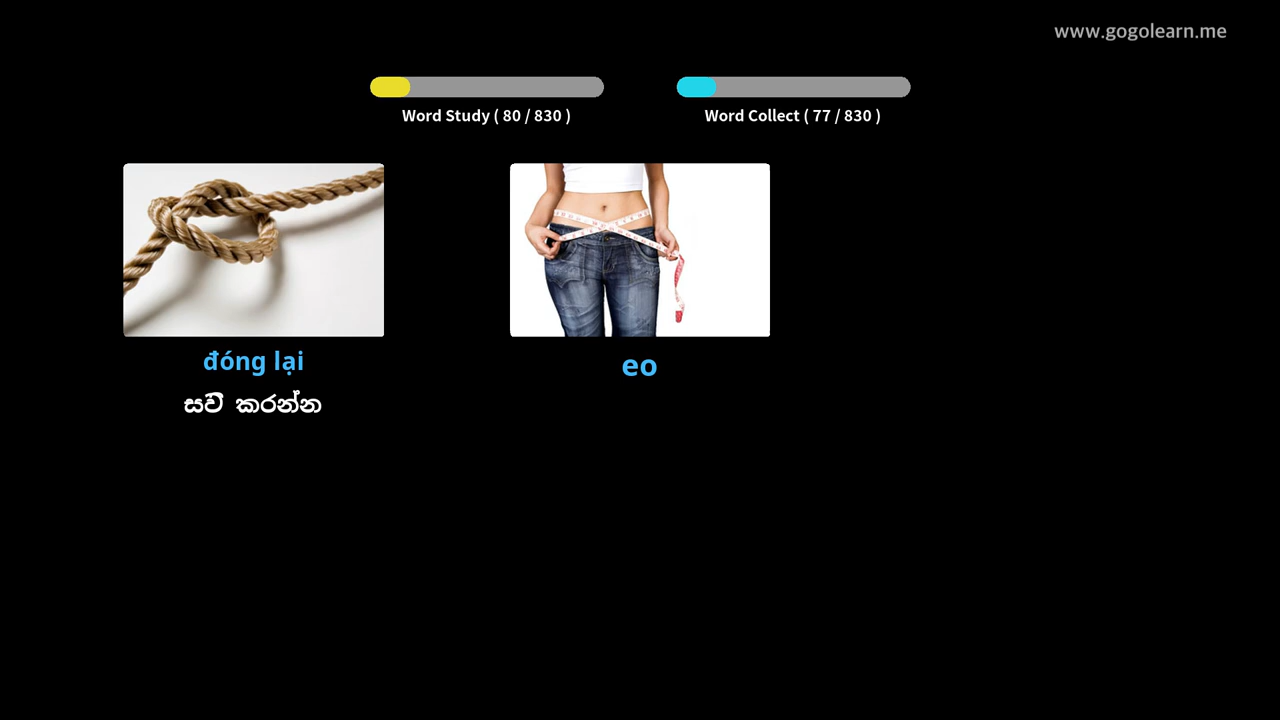 www.gogolearn.me
Word Study ( 80 / 830 )
Word Collect ( 77 / 830 )
đóng lại
සවි කරන්න
eo